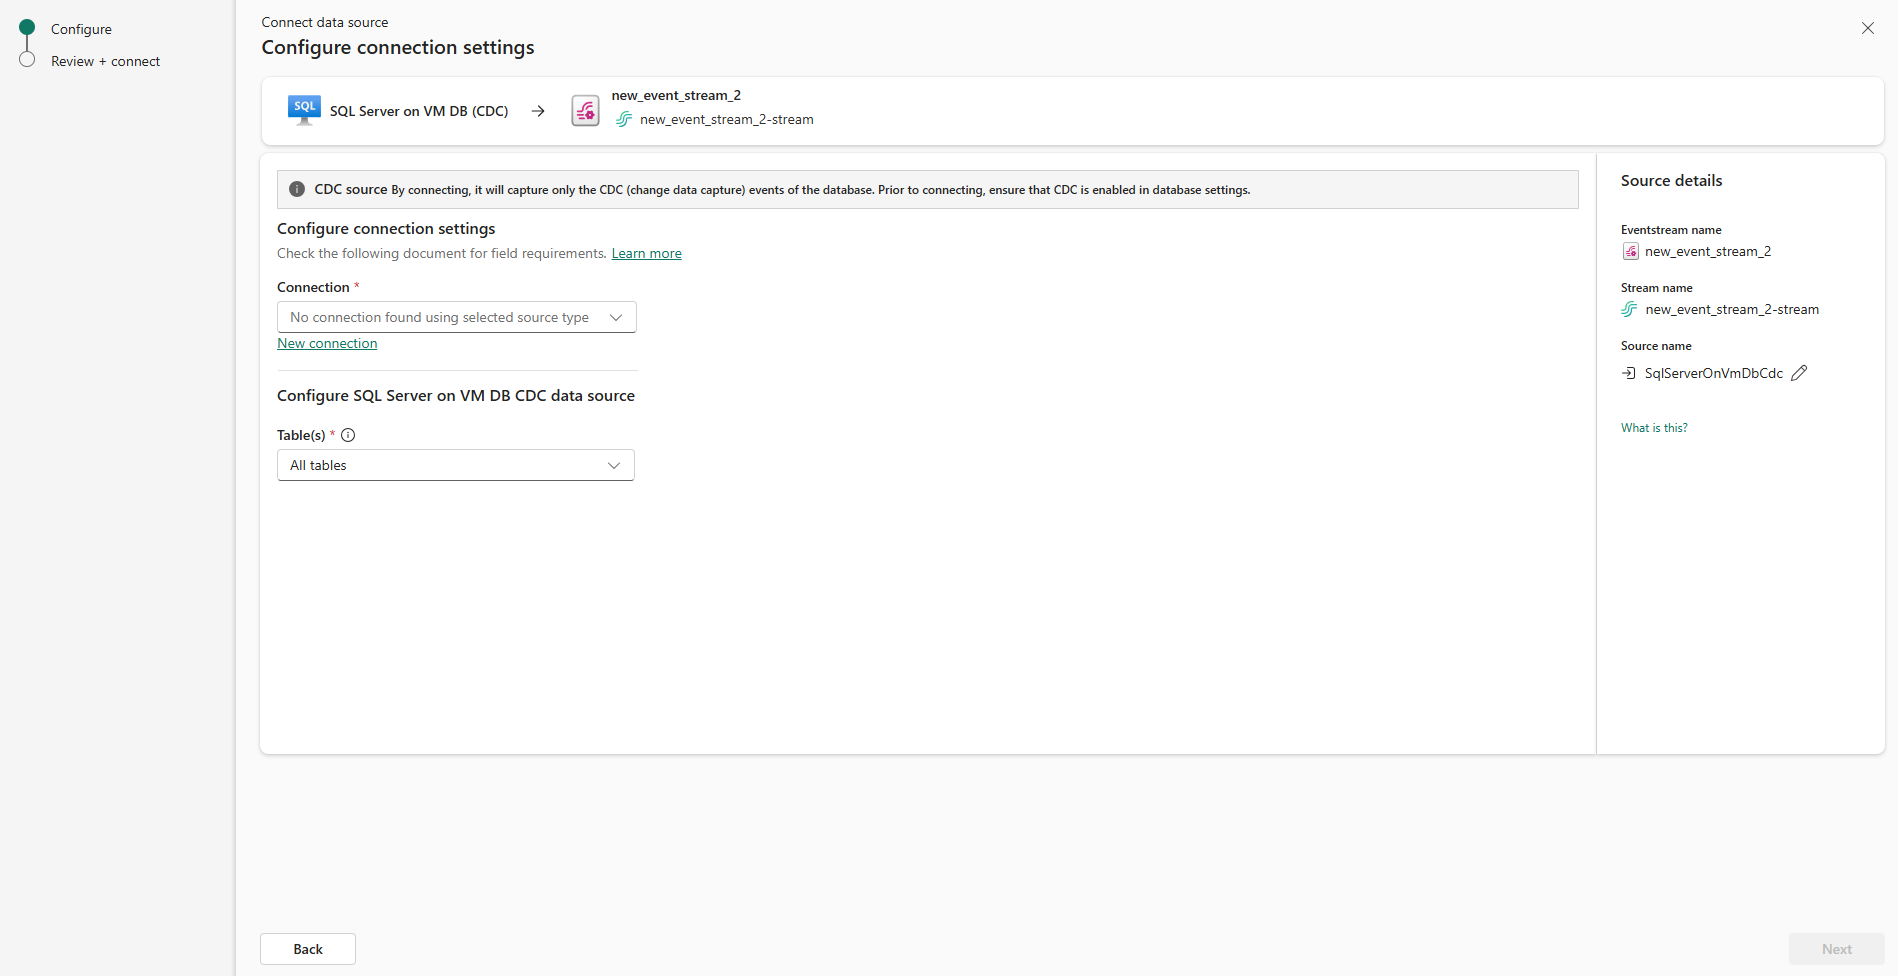 Configure
Review + connect
Connect data source
Configure connection settings
SQL
SQL Server on VM DB (CDC)
new_event_stream_2
new_event_stream_2-stream
CDC source By connecting, it will capture only the CDC (change data capture) events of the database. Prior to connecting, ensure that CDC is enabled in database settings.
Configure connection settings
Check the following document for field requirements. Learn more
Connection *
No connection found using selected source type
New connection
Configure SQL Server on VM DB CDC data source
Table(s) *
All tables
Source details
Eventstream name
new_event_stream_2
Stream name
new_event_stream_2-stream
Source name
SqlServerOnVmDbCdc
What is this?
Back
Next